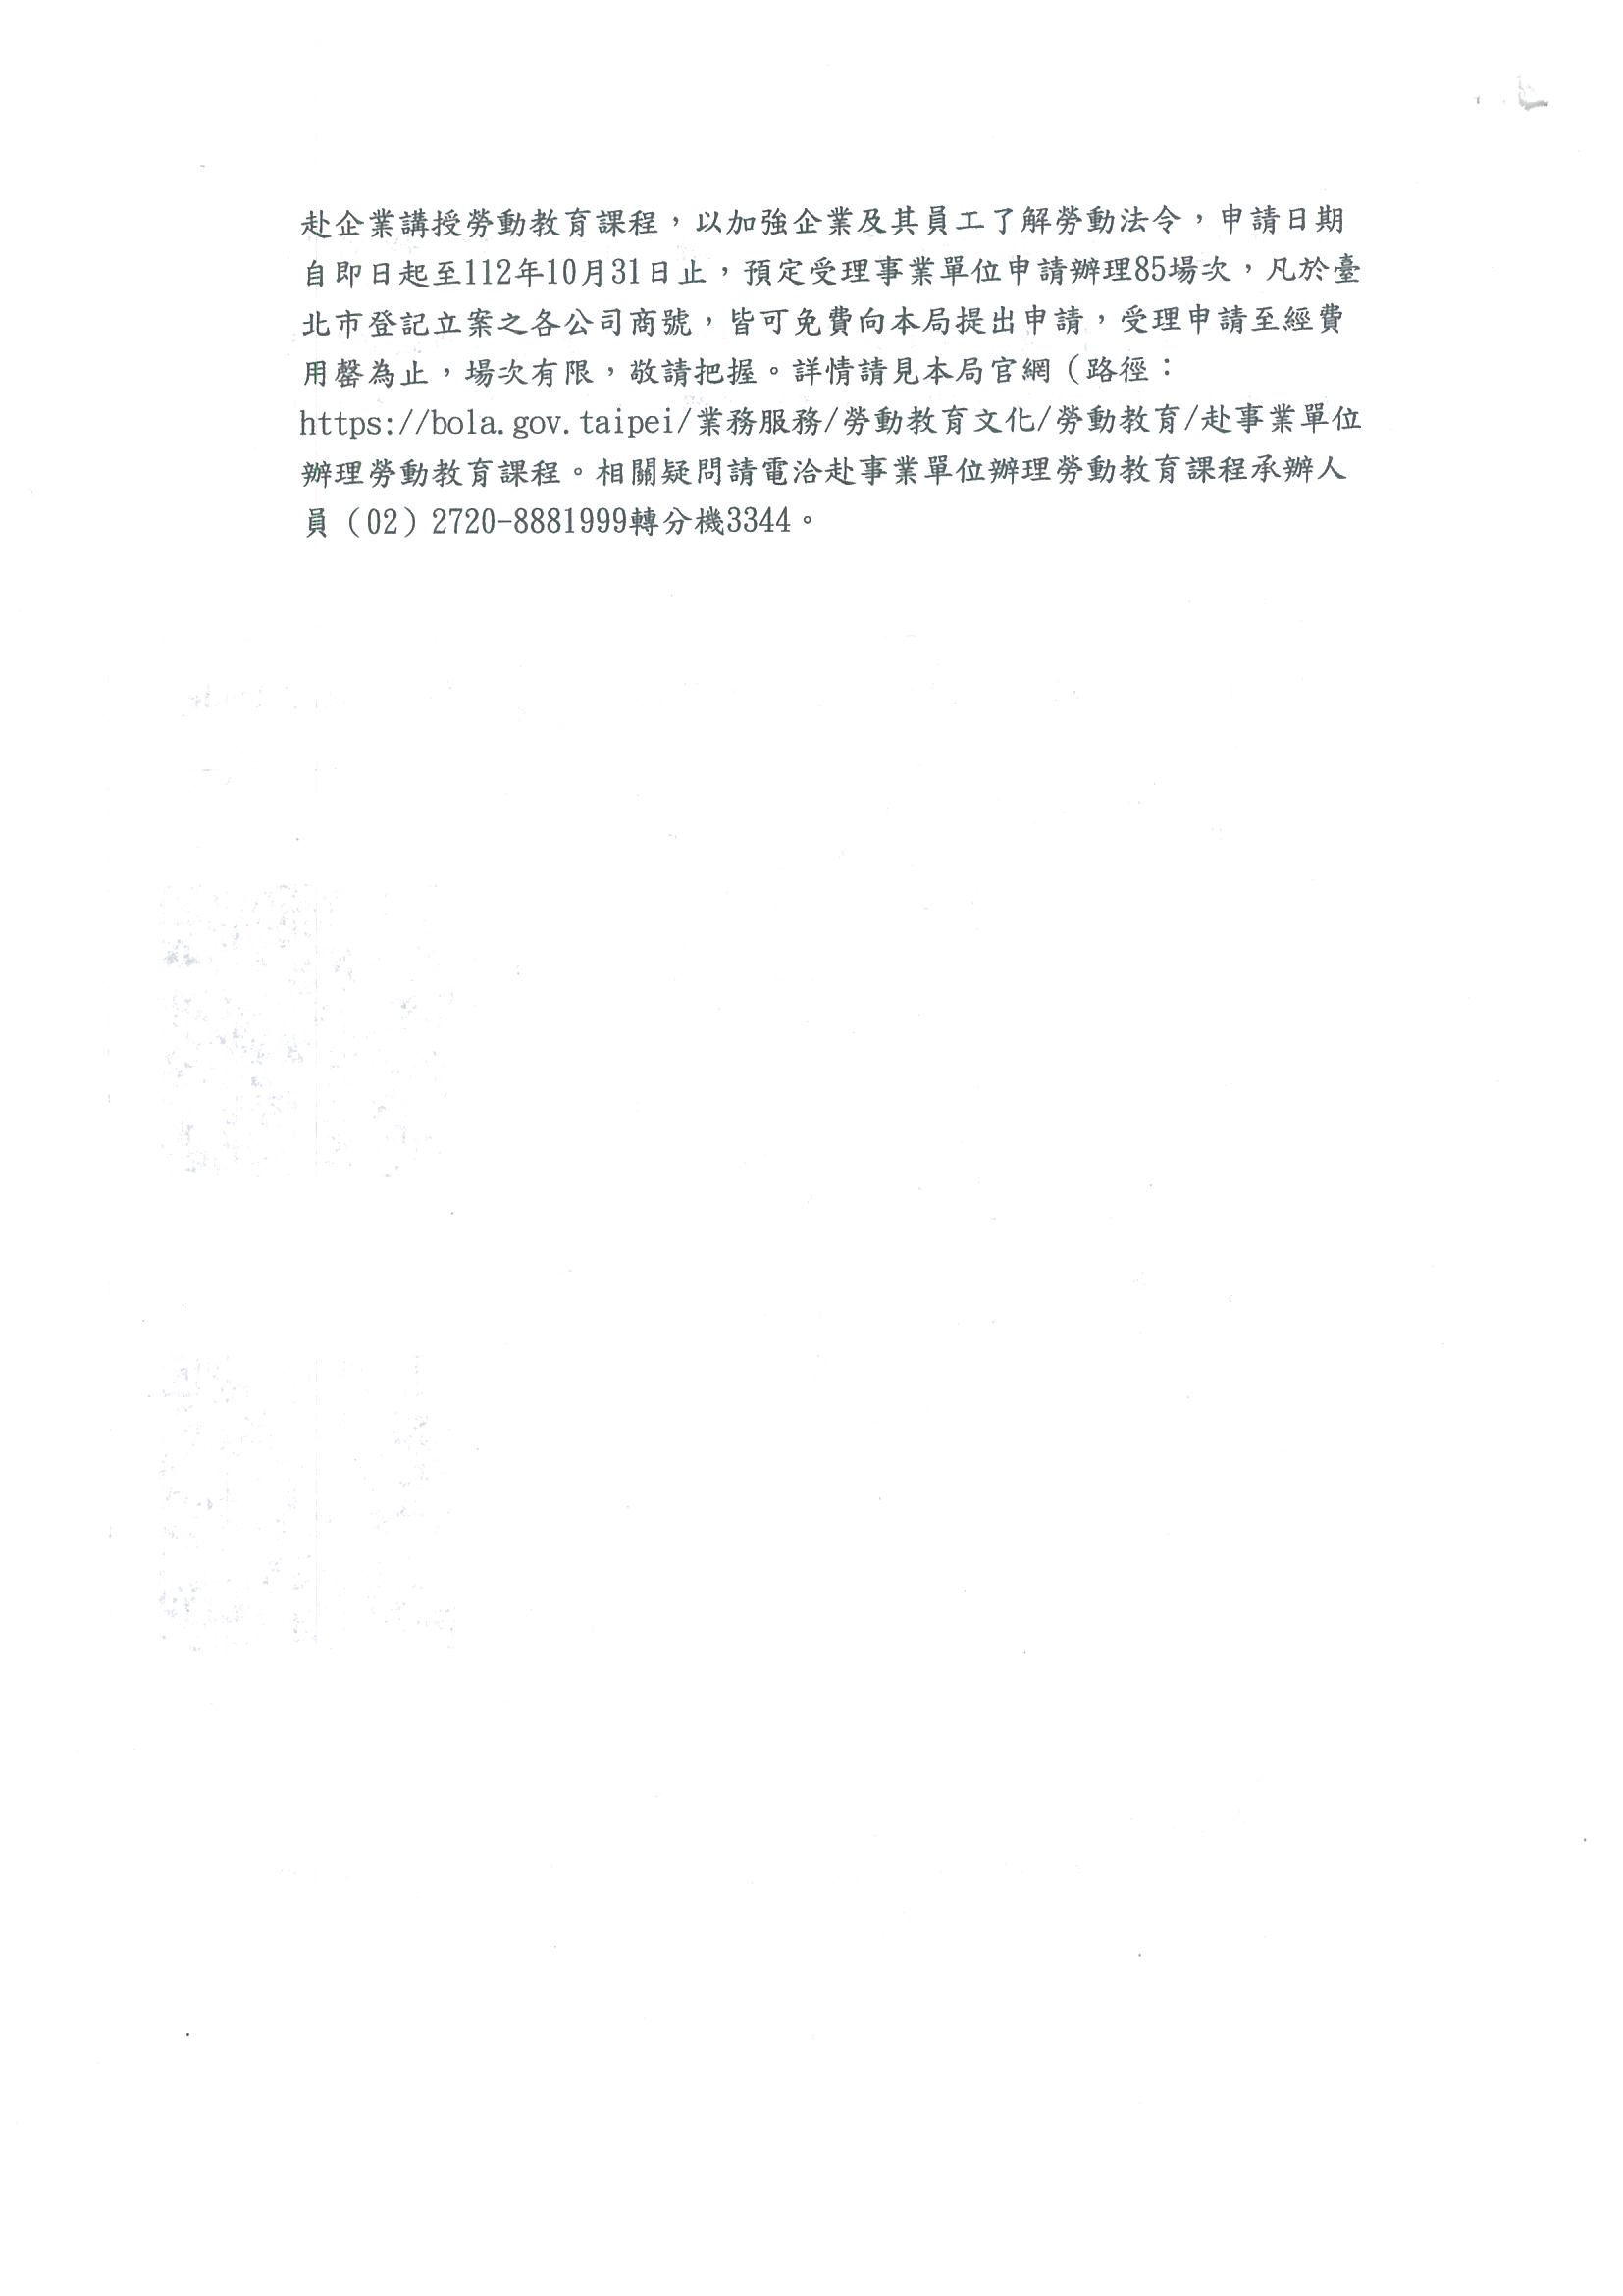 赴企業講授勞動教育課程，以加強企業及其員工了解勞動法令，申請日期
自即日起至112年10月31日止，預定受理事業單位申請辦理85場次，凡於臺
北市登記立案之各公司商號，皆可免費向本局提出申請，受理申請至經費
用罄為止，場次有限，敬請把握。詳情請見本局官網（路徑：
https://bola.gov.taipei/業務服務/勞動教育文化/勞動教育/赴事業單位
辦理勞動教育課程。相關疑問請電洽赴事業單位辦理勞動教育課程承辦人
員（02）2720-8881999轉分機3344。